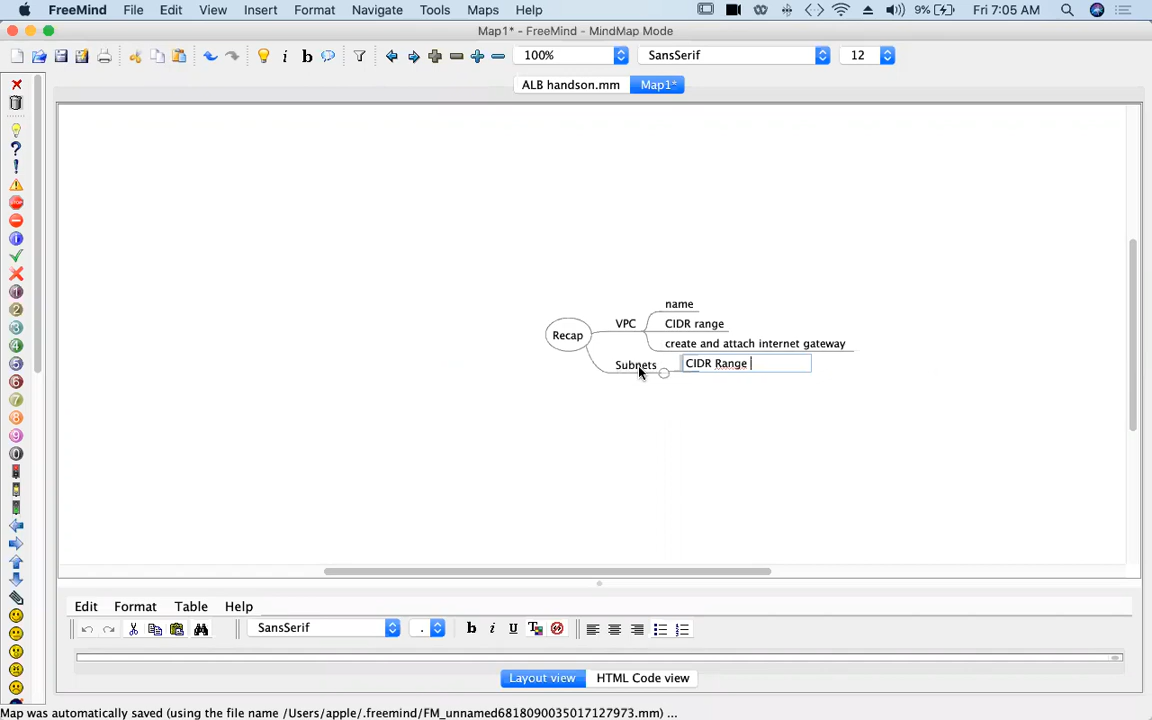 FreeMind File Edit View Insert Format Navigate Tools Maps Help 9% Fri 7:05 AM
Map1* - FreeMind - MindMap Mode
i b 100% SansSerif 12
ALB handson.mm Map1*
name
VPC CIDR range
Recap
create and attach internet gateway
Subnets CIDR Range
Edit Format Table Help
SansSerif . b i U
Layout view HTML Code view
Map was automatically saved (using the file name /Users/apple/.freemind/FM_unnamed6818090035017127973.mm) ...